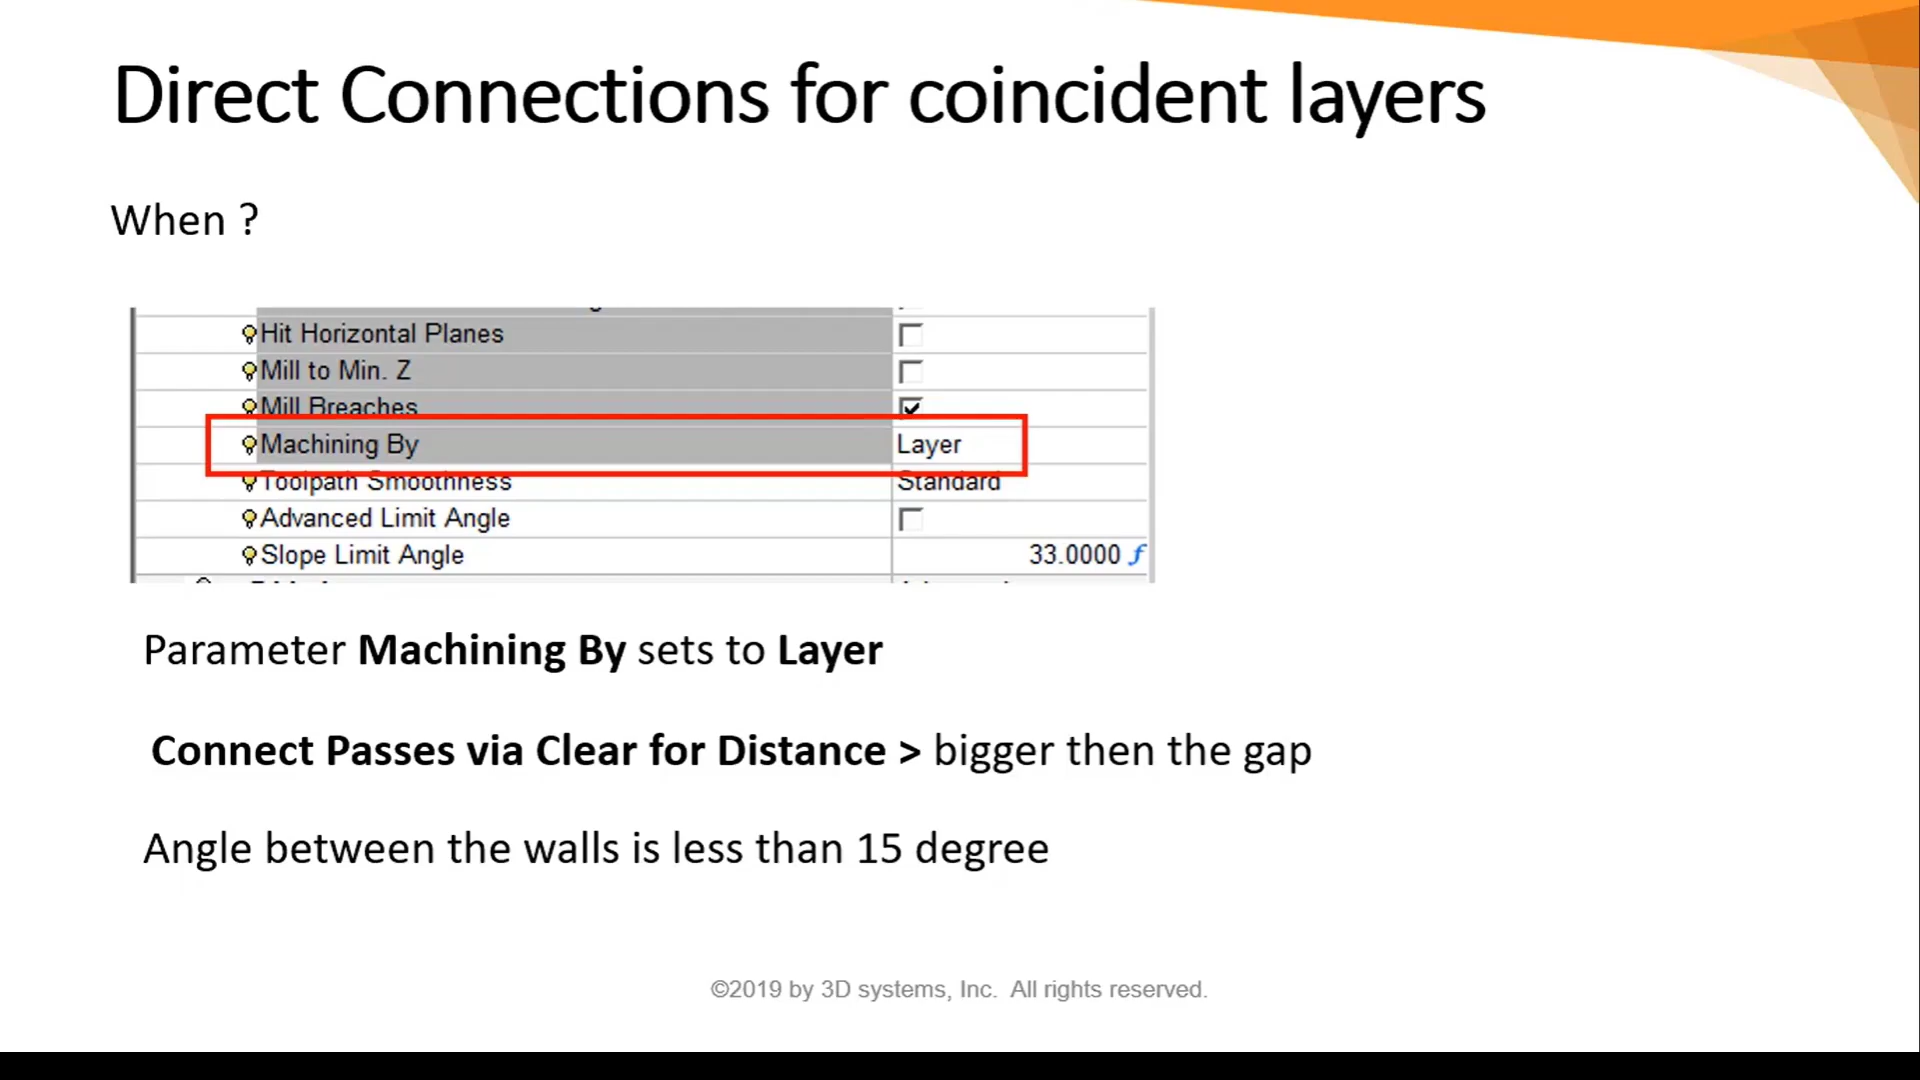 Direct Connections for coincident layers
When ?
Hit Horizontal Planes
Mill to Min. Z
Mill Breaches
Machining By Layer
Toolpath Smoothness Standard
Advanced Limit Angle
Slope Limit Angle 33.0000 f
Parameter Machining By sets to Layer
Connect Passes via Clear for Distance > bigger then the gap
Angle between the walls is less than 15 degree
©2019 by 3D systems, Inc. All rights reserved.